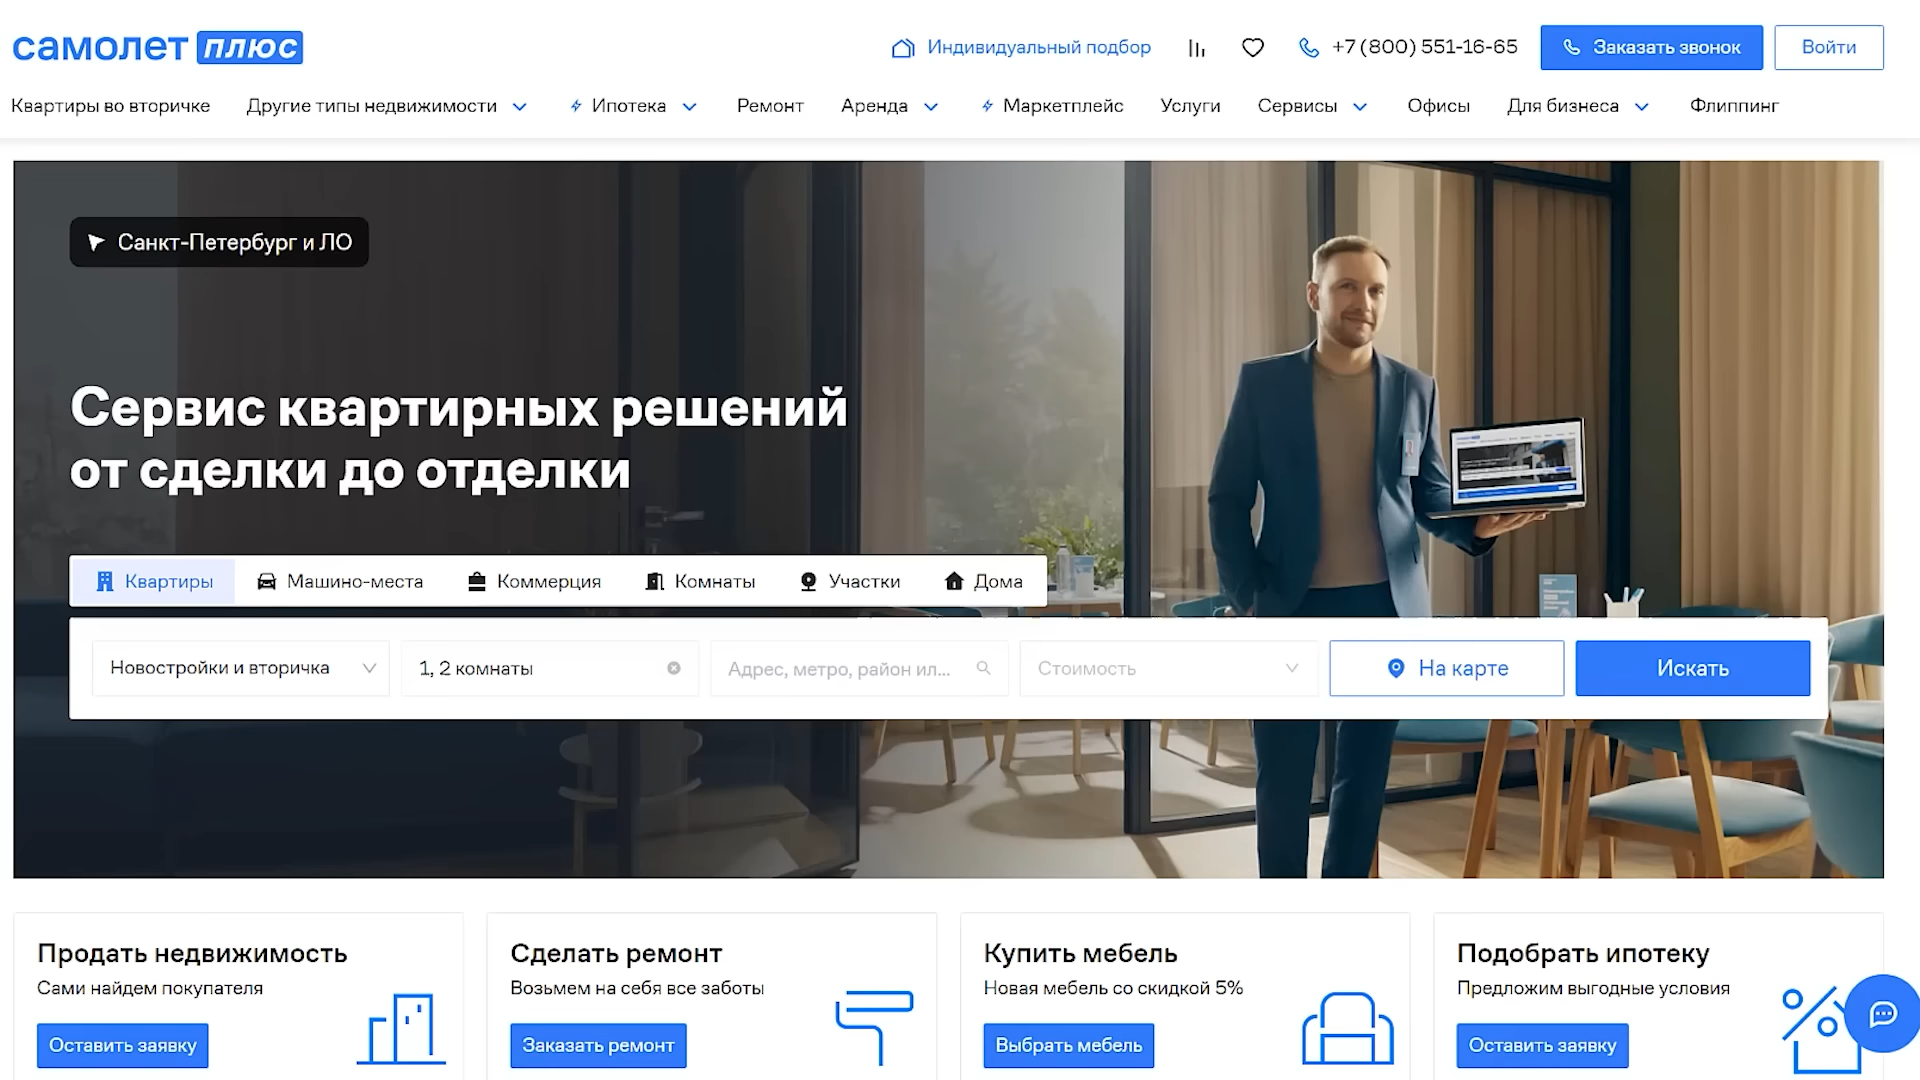 самолет плюс
Индивидуальный подбор
+7 (800) 551-16-65
Заказать звонок
Войти
Квартиры во вторичке
Другие типы недвижимости
Ипотека
Ремонт
Аренда
Маркетплейс
Услуги
Сервисы
Офисы
Для бизнеса
Флиппинг
Санкт-Петербург и ЛО
Сервис квартирных решений
от сделки до отделки
Квартиры
Машино-места
Коммерция
Комнаты
Участки
Дома
Новостройки и вторичка
1, 2 комнаты
Адрес, метро, район ил...
Стоимость
На карте
Искать
Продать недвижимость
Сами найдем покупателя
Оставить заявку
Сделать ремонт
Возьмем на себя все заботы
Заказать ремонт
Купить мебель
Новая мебель со скидкой 5%
Выбрать мебель
Подобрать ипотеку
Предложим выгодные условия
Оставить заявку